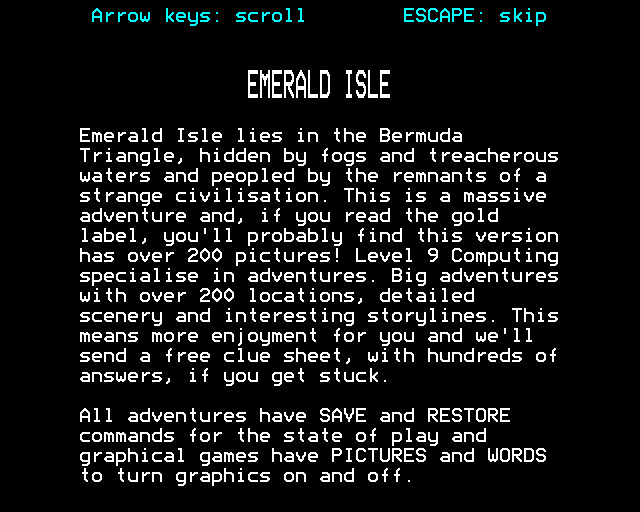 Arrow keys: scroll ESCAPE: skip
EMERALD ISLE
Emerald Isle lies in the Bermuda
Triangle, hidden by fogs and treacherous
waters and peopled by the remnants of a
strange civilisation. This is a massive
adventure and, if you read the gold
label, you'll probably find this version
has over 200 pictures! Level 9 Computing
specialise in adventures. Big adventures
with over 200 locations, detailed
scenery and interesting storylines. This
means more enjoyment for you and we'll
send a free clue sheet, with hundreds of
answers, if you get stuck.
All adventures have SAVE and RESTORE
commands for the state of play and
graphical games have PICTURES and WORDS
to turn graphics on and off.